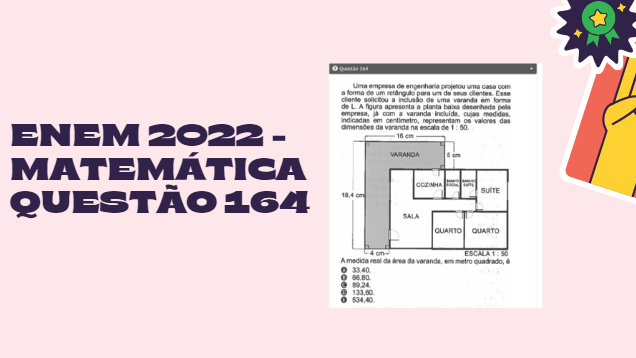 ENEM 2022 -
MATEMÁTICA
QUESTÃO 164
Questão 164
Uma empresa de engenharia projetou uma casa com
a forma de um retângulo para um de seus clientes. Esse
cliente solicitou a inclusão de uma varanda em forma
de L. A figura apresenta a planta baixa desenhada pela
empresa, já com a varanda incluída, cujas medidas,
indicadas em centímetro, representam os valores das
dimensões da varanda na escala de 1 : 50.
16 cm
VARANDA
5 cm
COZINHA
BANHO SOCIAL
BANHO SUÍTE
SUÍTE
18,4 cm
SALA
QUARTO
QUARTO
4 cm
ESCALA 1 : 50
A medida real da área da varanda, em metro quadrado, é
A 33,40.
B 66,80.
C 89,24.
D 133,60.
E 534,40.